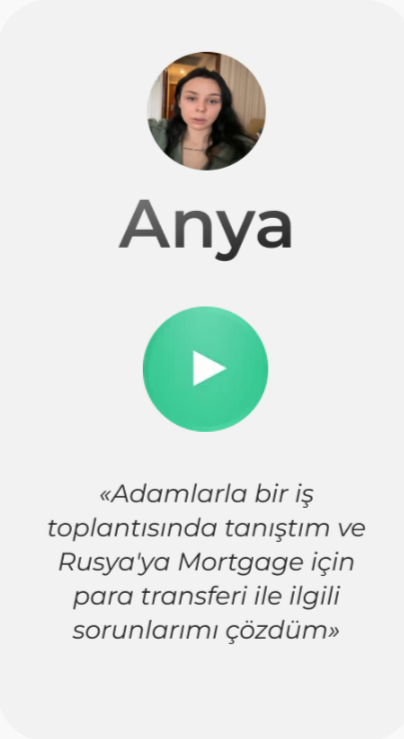 Anya
«Adamlarla bir iş
toplantısında tanıştım ve
Rusya'ya Mortgage için
para transferi ile ilgili
sorunlarımı çözdüm»